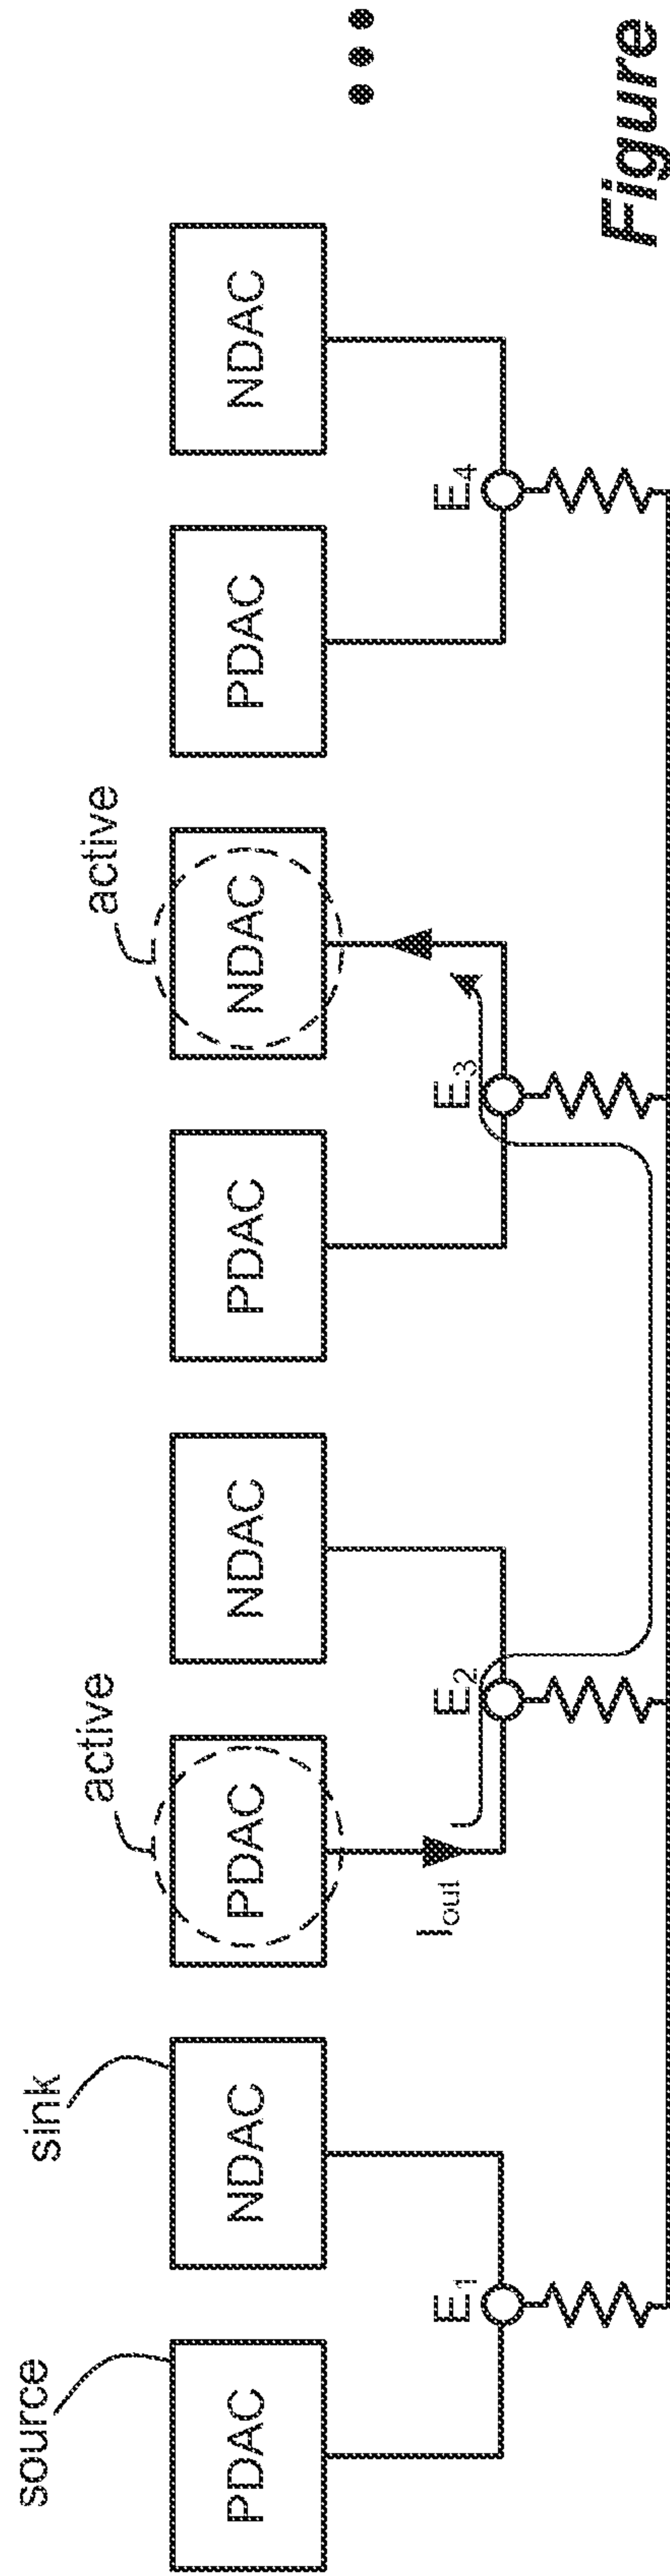 source
sink
active
active
PDAC
NDAC
PDAC
NDAC
PDAC
NDAC
PDAC
NDAC
Iout
E1
E2
E3
E4
Figure